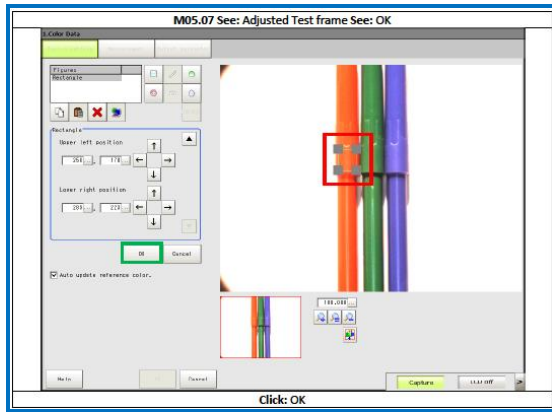 M05.07 See: Adjusted Test frame See: OK
3.Color Data
Figures
Rectangle
Rectangle
Upper left position
Lower right position
OK Cancel
Auto update reference color.
100.000
Help Cancel
Capture
Click: OK